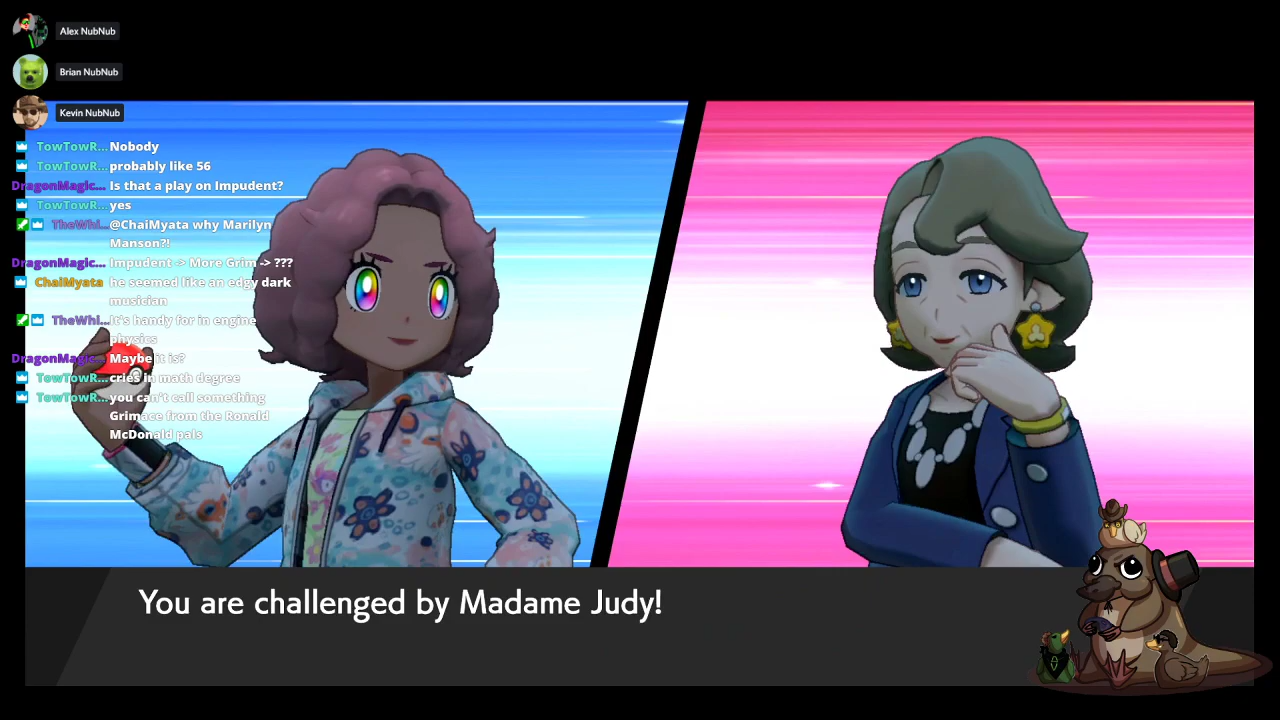 Alex NubNub
Brian NubNub
Kevin NubNub
TowTowR... Nobody
TowTowR... probably like 56
DragonMagic... Is that a play on Impudent?
TowTowR... yes
TheWhi... @ChaiMyata why Marilyn
Manson?!
DragonMagic... Impudent -> More Grim -> ???
ChaiMyata he seemed like an edgy dark
musician
TheWhi... It's handy for in engine
physics
DragonMagic... Maybe it is?
TowTowR... cries in math degree
TowTowR... you can't call something
Grimace from the Ronald
McDonald pals
You are challenged by Madame Judy!